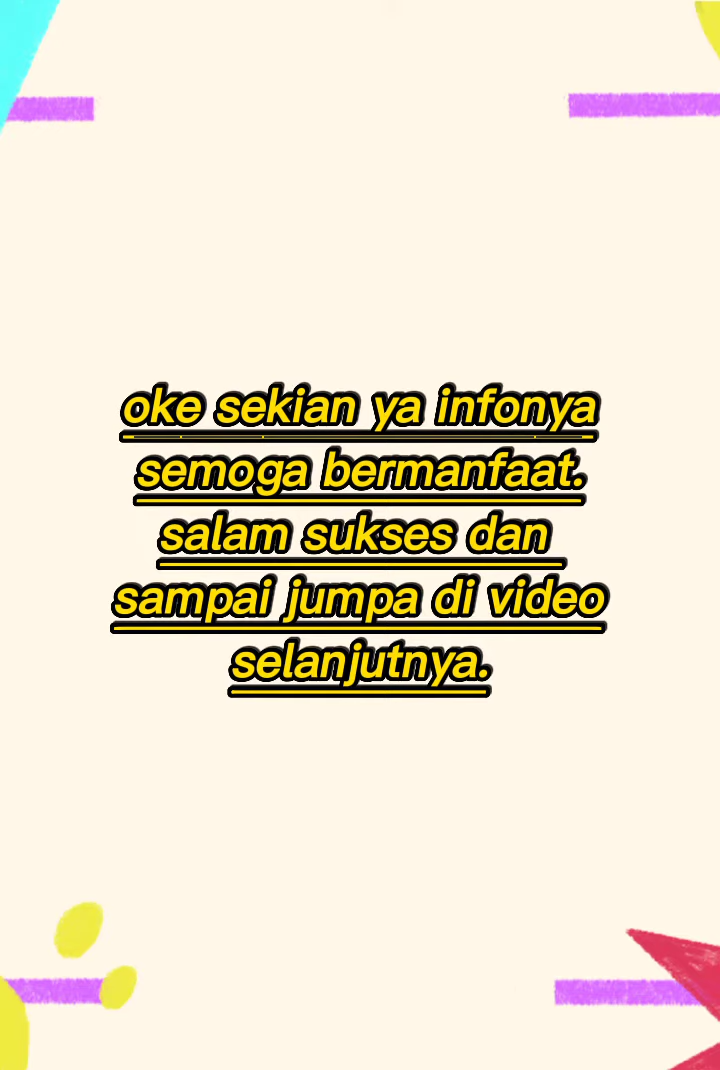 oke sekian ya infonya
semoga bermanfaat.
salam sukses dan
sampai jumpa di video
selanjutnya.